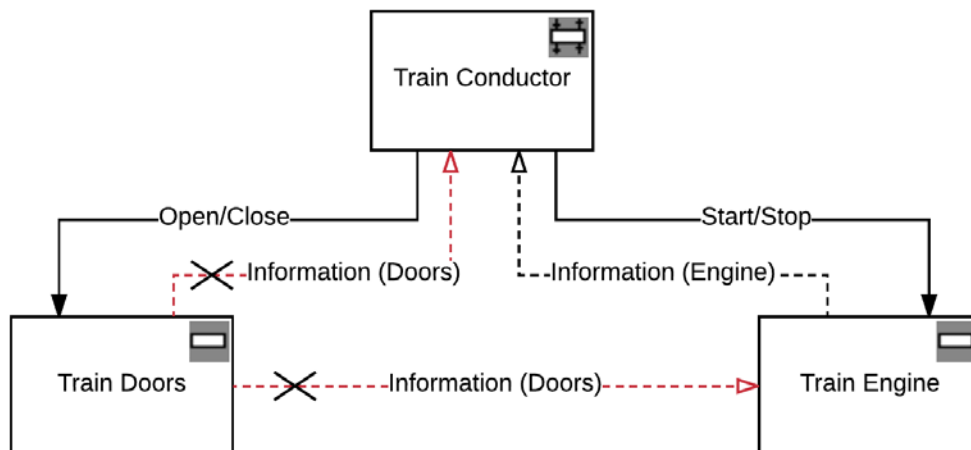 Train Conductor
Open/Close
Start/Stop
Information (Doors)
Information (Engine)
Train Doors
Information (Doors)
Train Engine